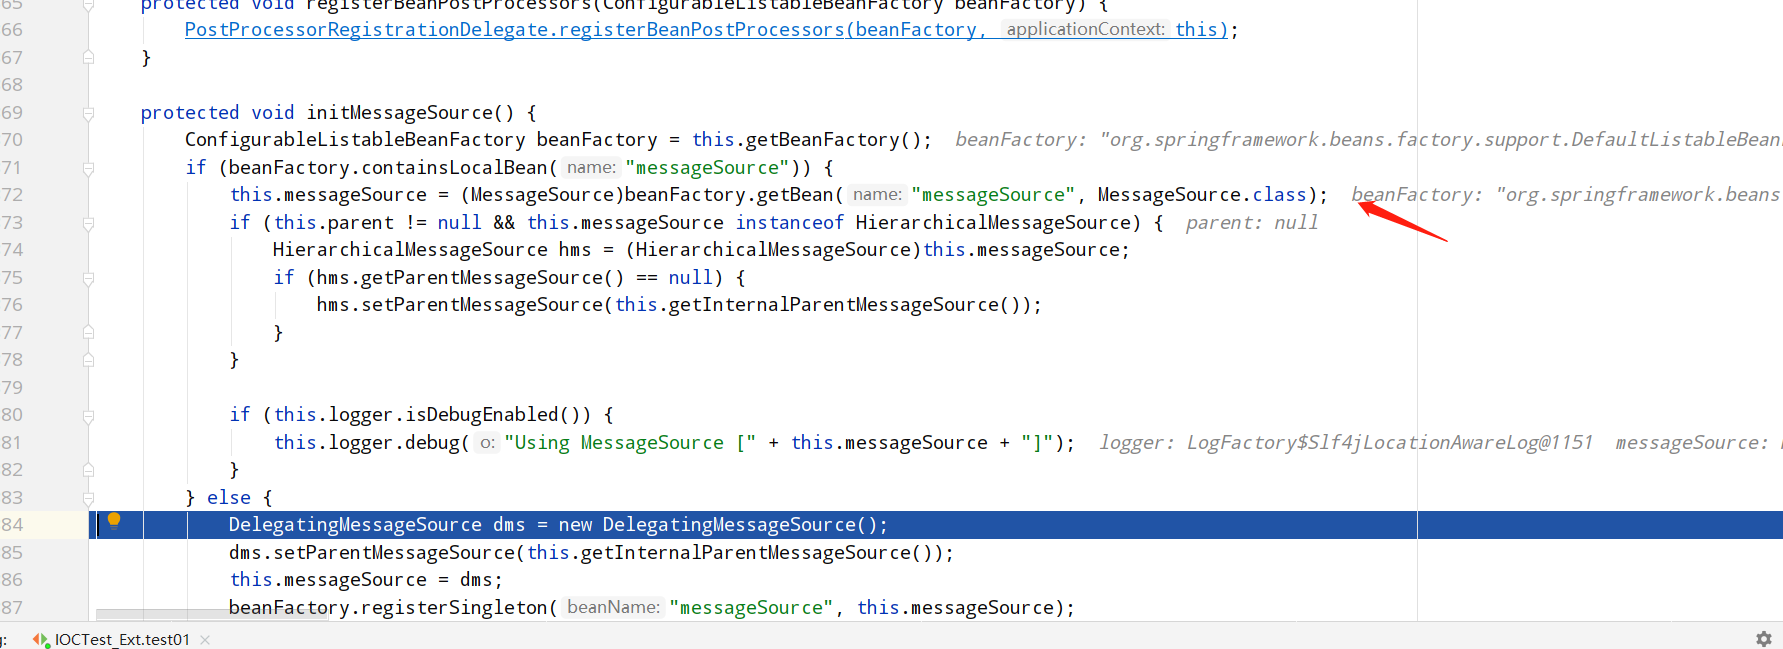 65 protected void registerBeanPostProcessors(ConfigurableListableBeanFactory beanFactory) {
66 PostProcessorRegistrationDelegate.registerBeanPostProcessors(beanFactory, applicationContext: this);
67 }
68
69 protected void initMessageSource() {
70 ConfigurableListableBeanFactory beanFactory = this.getBeanFactory(); beanFactory: "org.springframework.beans.factory.support.DefaultListableBean
71 if (beanFactory.containsLocalBean( name: "messageSource")) {
72 this.messageSource = (MessageSource)beanFactory.getBean( name: "messageSource", MessageSource.class); beanFactory: "org.springframework.beans
73 if (this.parent != null && this.messageSource instanceof HierarchicalMessageSource) { parent: null
74 HierarchicalMessageSource hms = (HierarchicalMessageSource)this.messageSource;
75 if (hms.getParentMessageSource() == null) {
76 hms.setParentMessageSource(this.getInternalParentMessageSource());
77 }
78 }
79
80 if (this.logger.isDebugEnabled()) {
81 this.logger.debug( o: "Using MessageSource [" + this.messageSource + "]"); logger: LogFactory$Slf4jLocationAwareLog@1151 messageSource:
82 }
83 } else {
84 DelegatingMessageSource dms = new DelegatingMessageSource();
85 dms.setParentMessageSource(this.getInternalParentMessageSource());
86 this.messageSource = dms;
87 beanFactory.registerSingleton( beanName: "messageSource", this.messageSource);
IOCTest_Ext.test01